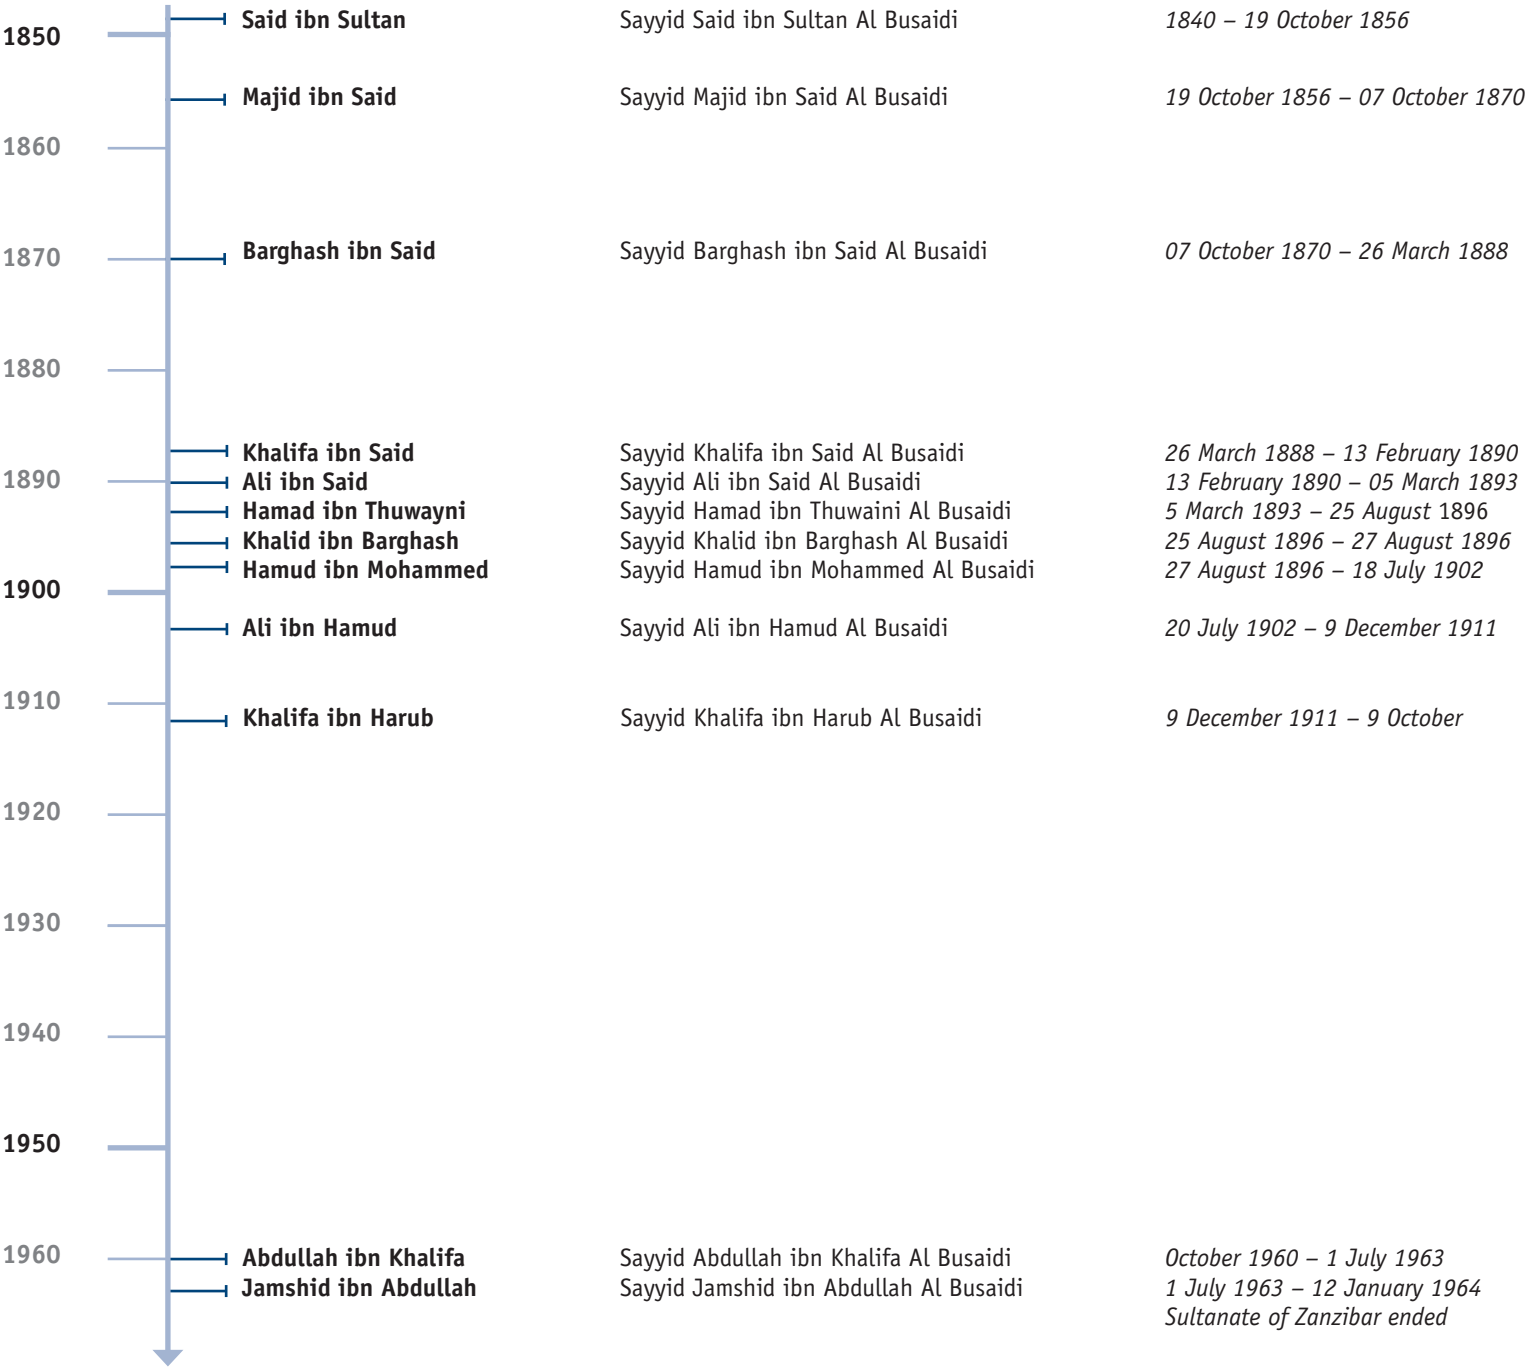 Said ibn Sultan Sayyid Said ibn Sultan Al Busaidi 1840 – 19 October 1856
1850
Majid ibn Said Sayyid Majid ibn Said Al Busaidi 19 October 1856 – 07 October 1870
1860
Barghash ibn Said Sayyid Barghash ibn Said Al Busaidi 07 October 1870 – 26 March 1888
1870
1880
Khalifa ibn Said Sayyid Khalifa ibn Said Al Busaidi 26 March 1888 – 13 February 1890
1890 Ali ibn Said Sayyid Ali ibn Said Al Busaidi 13 February 1890 – 05 March 1893
Hamad ibn Thuwayni Sayyid Hamad ibn Thuwaini Al Busaidi 5 March 1893 – 25 August 1896
Khalid ibn Barghash Sayyid Khalid ibn Barghash Al Busaidi 25 August 1896 – 27 August 1896
Hamud ibn Mohammed Sayyid Hamud ibn Mohammed Al Busaidi 27 August 1896 – 18 July 1902
1900
Ali ibn Hamud Sayyid Ali ibn Hamud Al Busaidi 20 July 1902 – 9 December 1911
1910
Khalifa ibn Harub Sayyid Khalifa ibn Harub Al Busaidi 9 December 1911 – 9 October
1920
1930
1940
1950
1960 Abdullah ibn Khalifa Sayyid Abdullah ibn Khalifa Al Busaidi October 1960 – 1 July 1963
Jamshid ibn Abdullah Sayyid Jamshid ibn Abdullah Al Busaidi 1 July 1963 – 12 January 1964
Sultanate of Zanzibar ended